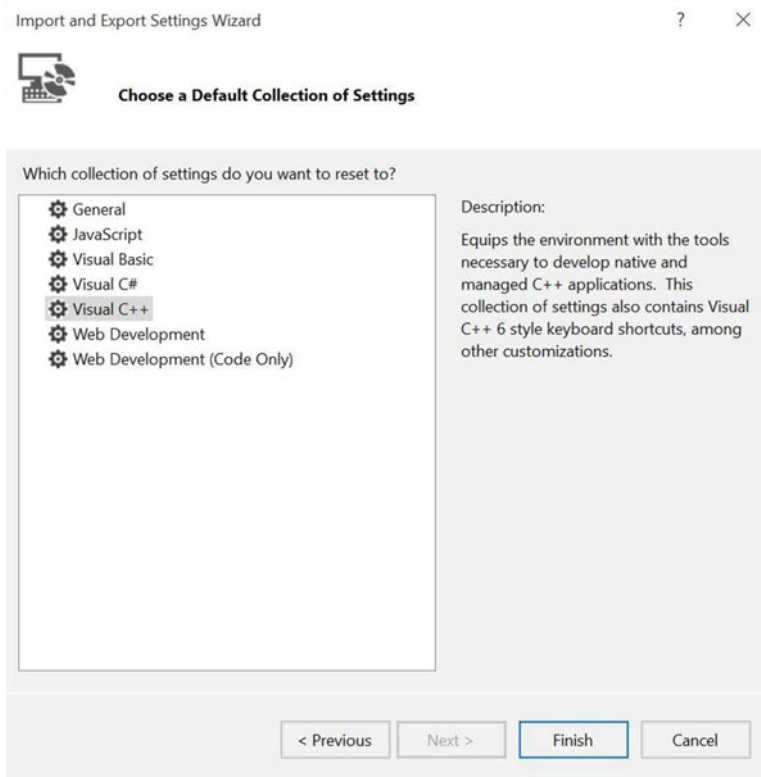 Import and Export Settings Wizard
?
Choose a Default Collection of Settings
Which collection of settings do you want to reset to?
General
JavaScript
Visual Basic
Visual C#
Visual C++
Web Development
Web Development (Code Only)
Description:
Equips the environment with the tools
necessary to develop native and
managed C++ applications.  This
collection of settings also contains Visual
C++ 6 style keyboard shortcuts, among
other customizations.
< Previous
Next >
Finish
Cancel